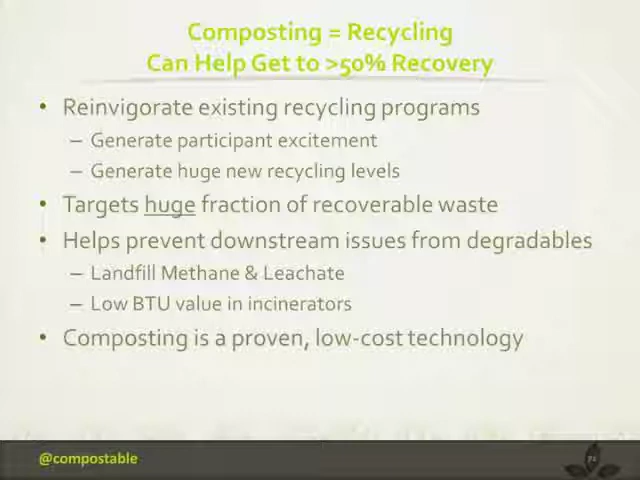 Composting = Recycling
Can Help Get to >50% Recovery
• Reinvigorate existing recycling programs
– Generate participant excitement
– Generate huge new recycling levels
• Targets huge fraction of recoverable waste
• Helps prevent downstream issues from degradables
– Landfill Methane & Leachate
– Low BTU value in incinerators
• Composting is a proven, low-cost technology
@compostable